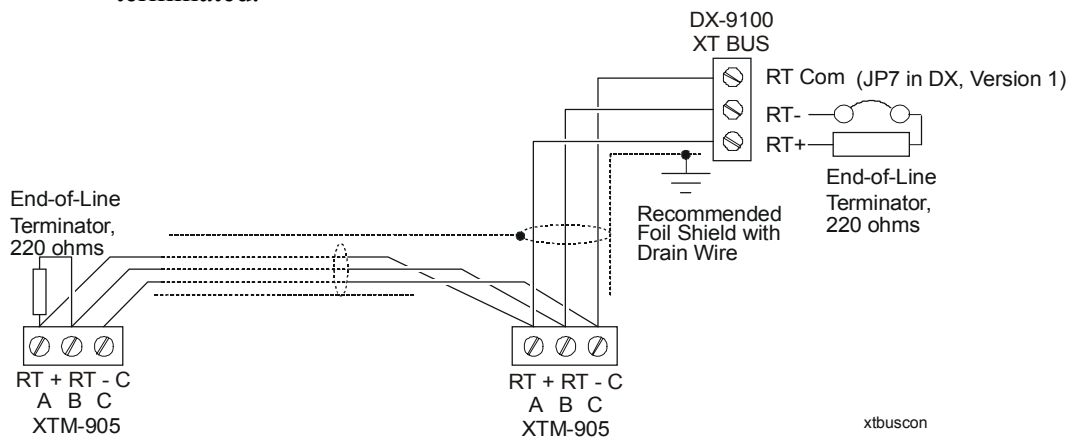 terminated.
DX-9100
XT BUS
RT Com (JP7 in DX, Version 1)
RT-
RT+
End-of-Line
Terminator,
220 ohms
Recommended
Foil Shield with
Drain Wire
End-of-Line
Terminator,
220 ohms
RT + RT - C
A B C
XTM-905
RT + RT - C
A B C
XTM-905
xtbuscon